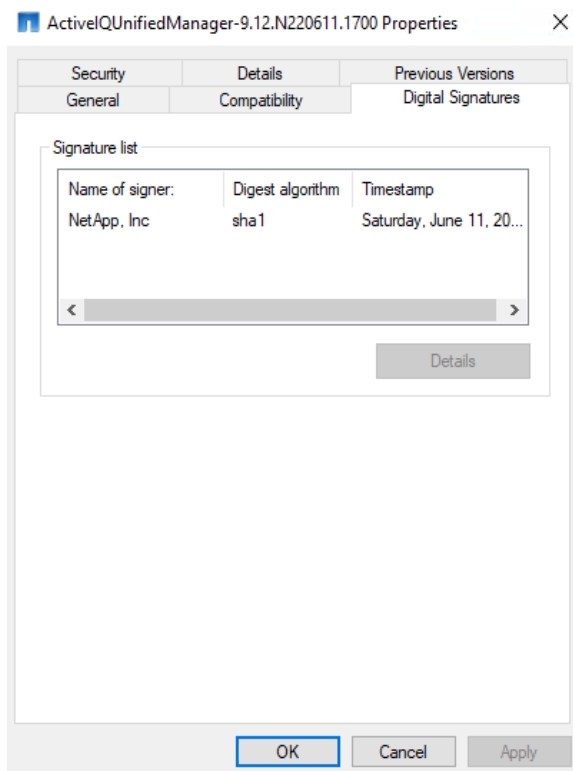 ActiveIQUnifiedManager-9.12.N220611.1700 Properties
Security Details Previous Versions
General Compatibility Digital Signatures
Signature list
Name of signer: Digest algorithm Timestamp
NetApp, Inc sha1 Saturday, June 11, 20...
Details
OK Cancel Apply